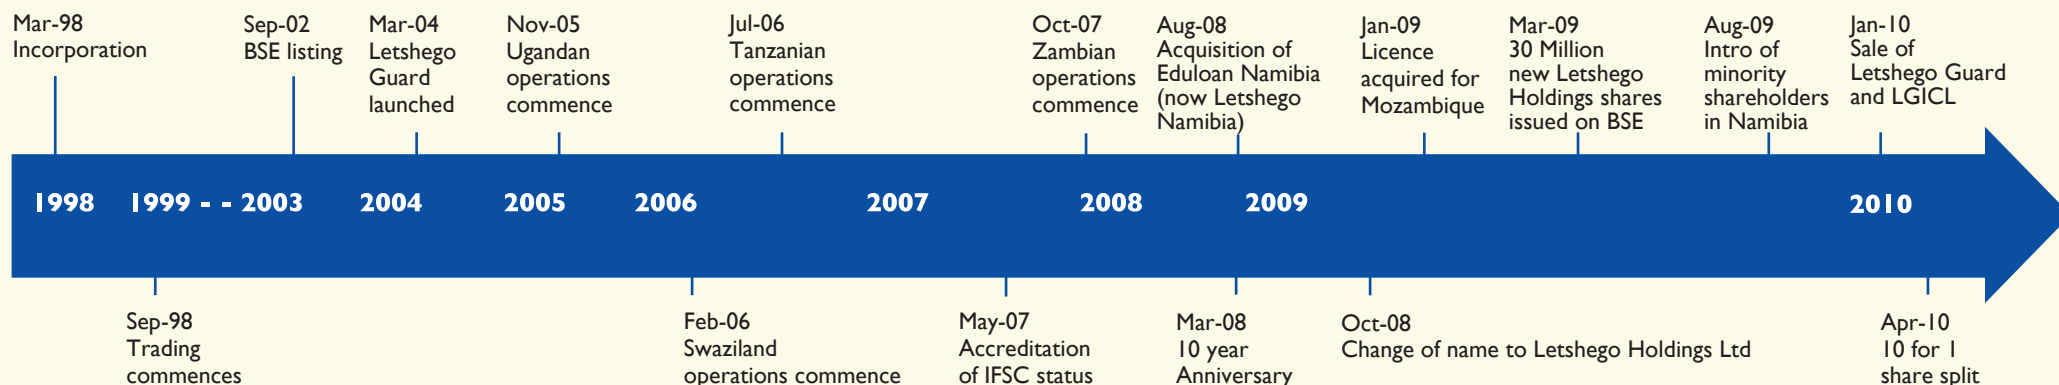 Mar-98
Incorporation
Sep-02
BSE listing
Mar-04
Letshego
Guard
launched
Nov-05
Ugandan
operations
commence
Jul-06
Tanzanian
operations
commence
Oct-07
Zambian
operations
commence
Aug-08
Acquisition of
Eduloan Namibia
(now Letshego
Namibia)
Jan-09
Licence
acquired for
Mozambique
Mar-09
30 Million
new Letshego
Holdings shares
issued on BSE
Aug-09
Intro of
minority
shareholders
in Namibia
Jan-10
Sale of
Letshego Guard
and LGICL
1998 1999 - - 2003 2004 2005 2006 2007 2008 2009 2010
Sep-98
Trading
commences
Feb-06
Swaziland
operations commence
May-07
Accreditation
of IFSC status
Mar-08
10 year
Anniversary
Oct-08
Change of name to Letshego Holdings Ltd
Apr-10
10 for 1
share split